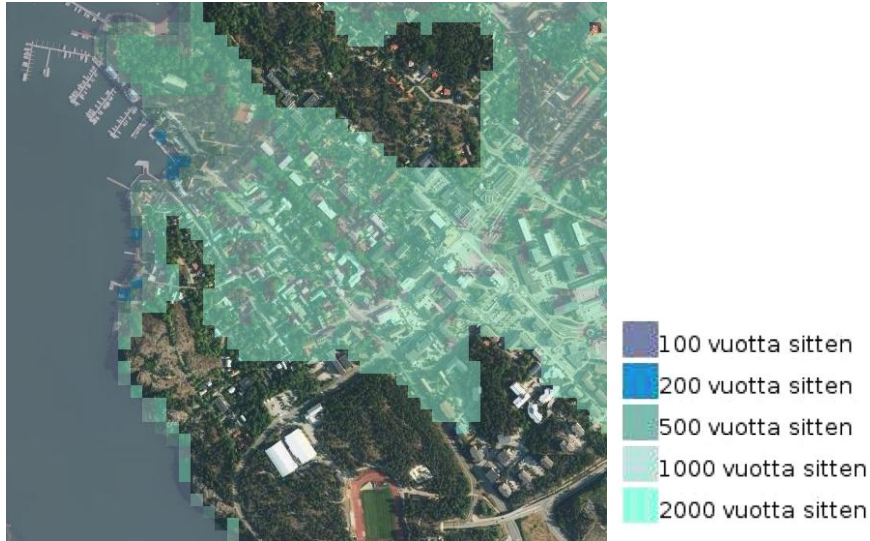 100 vuotta sitten
200 vuotta sitten
500 vuotta sitten
1000 vuotta sitten
2000 vuotta sitten